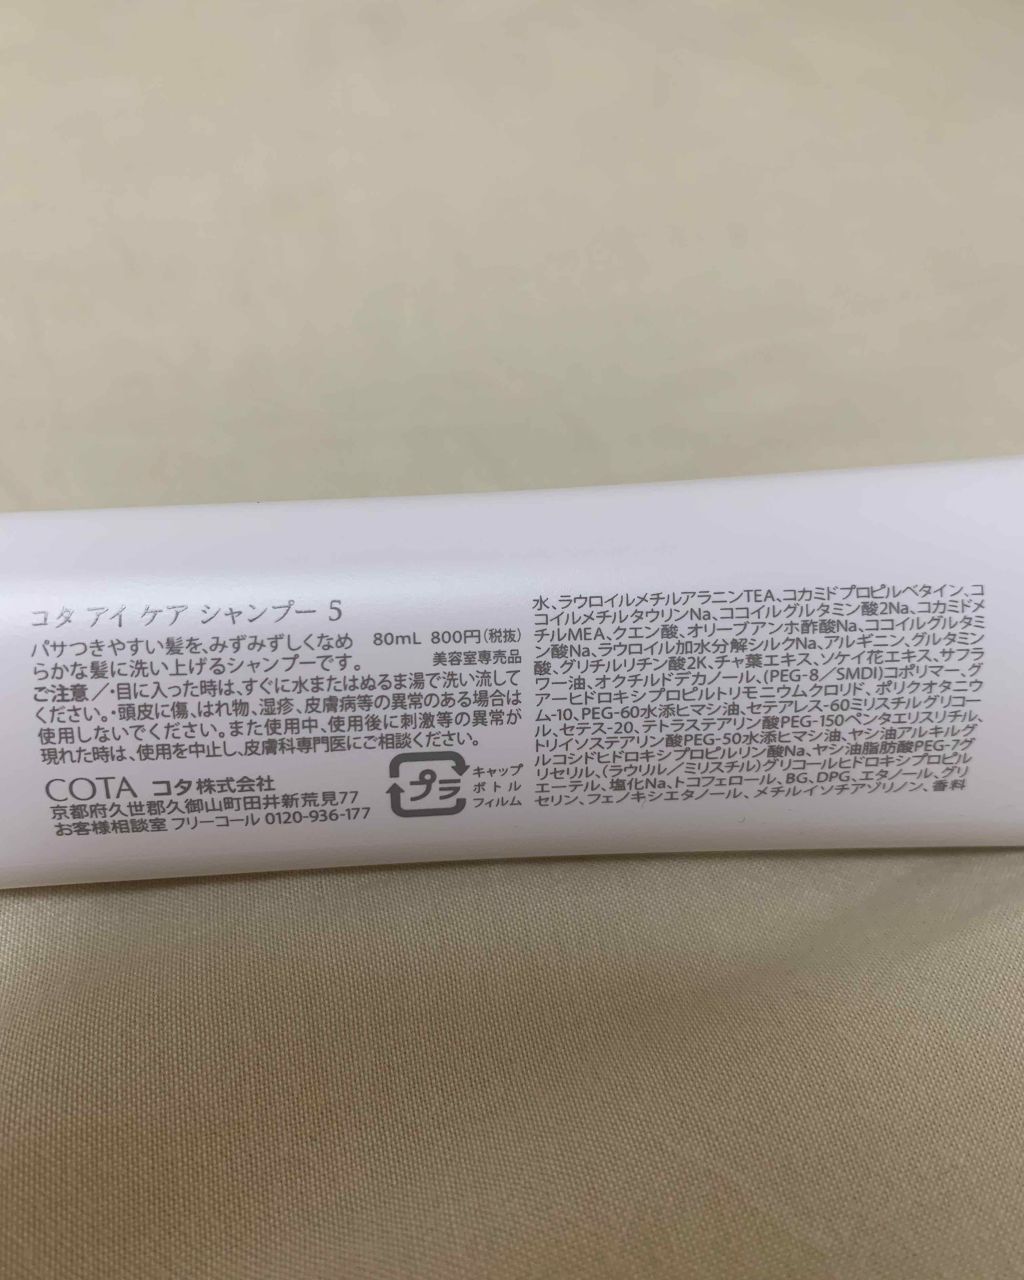 コタ アイ ケア シャンプー 5
パサつきやすい髪を、みずみずしくなめ
らかな髪に洗い上げるシャンプーです。
80mL 800円(税抜)
美容室専売品
ご注意／・目に入った時は、すぐに水またはぬるま湯で洗い流して
ください。・頭皮に傷、はれ物、湿疹、皮膚病等の異常のある場合は
使用しないでください。また使用中、使用後に刺激等の異常が
現れた時は、使用を中止し、皮膚科専門医にご相談ください。
COTA コタ株式会社
京都府久世郡久御山町田井新荒見77
お客様相談室 フリーコール 0120-936-177
プラ
キャップ
ボトル
フィルム
水、ラウロイルメチルアラニンTEA、コカミドプロピルベタイン、コ
コイルメチルタウリンNa、ココイルグルタミン酸2Na、コカミドメ
チルMEA、クエン酸、オリーブアンホ酢酸Na、ココイルグルタミ
ン酸Na、ラウロイル加水分解シルクNa、アルギニン、グルタミン
酸、グリチルリチン酸2K、チャ葉エキス、ソケイ花エキス、サフラ
ワー油、オクチルドデカノール、(PEG-8／SMDI)コポリマー、グ
アーヒドロキシプロピルトリモニウムクロリド、ポリクオタニウ
ム-10、PEG-60水添ヒマシ油、セテアレス-60ミリスチルグリコー
ル、セテス-20、テトラステアリン酸PEG-150ペンタエリスリチル、
トリイソステアリン酸PEG-50水添ヒマシ油、ヤシ油アルキルグ
ルコシドヒドロキシプロピルリン酸Na、ヤシ油脂肪酸PEG-7グ
リセリル、(ラウリル／ミリスチル)グリコールヒドロキシプロピル
エーテル、塩化Na、トコフェロール、BG、DPG、エタノール、グリ
セリン、フェノキシエタノール、メチルイソチアゾリノン、香料